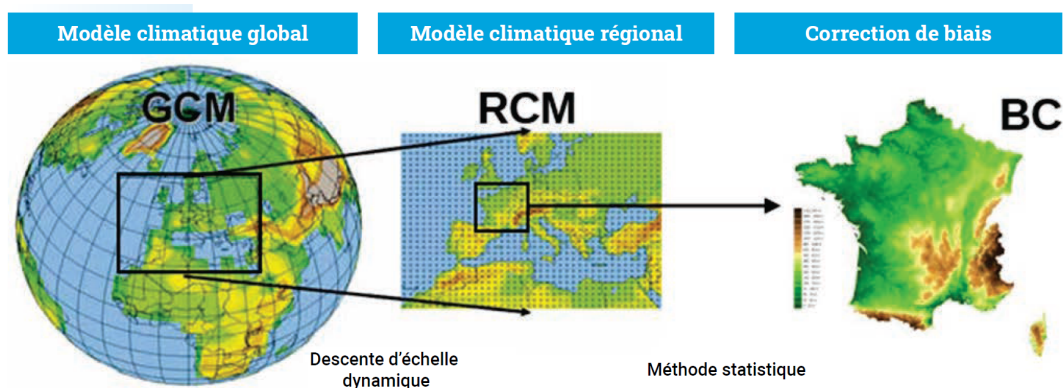 Modèle climatique global
Modèle climatique régional
Correction de biais
GCM
RCM
BC
Descente d'échelle
dynamique
Méthode statistique